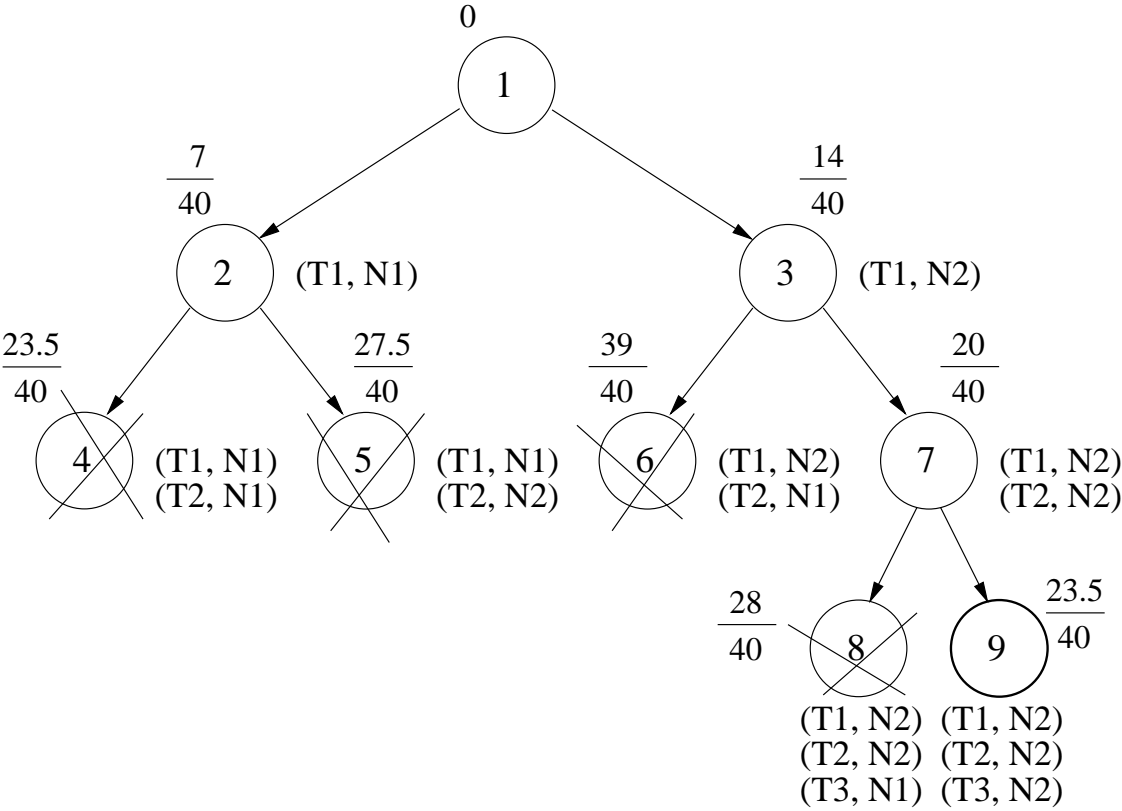 0
1
7
40
14
40
2
(T1, N1)
3
(T1, N2)
23.5
40
27.5
40
39
40
20
40
4
(T1, N1)
(T2, N1)
5
(T1, N1)
(T2, N2)
6
(T1, N2)
(T2, N1)
7
(T1, N2)
(T2, N2)
28
40
8
(T1, N2)
(T2, N2)
(T3, N1)
9
23.5
40
(T1, N2)
(T2, N2)
(T3, N2)